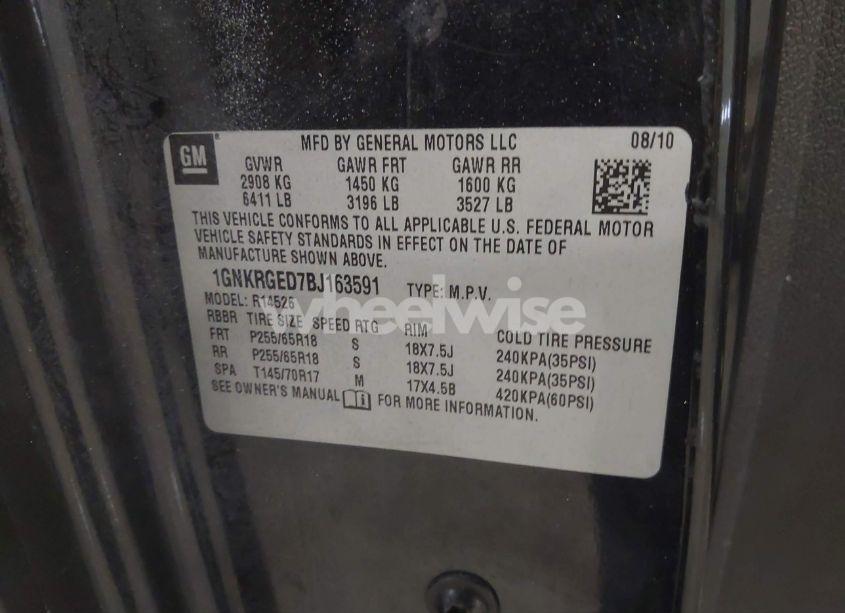 GM
MFD BY GENERAL MOTORS LLC 08/10
GVWR GAWR FRT GAWR RR
2908 KG 1450 KG 1600 KG
6411 LB 3196 LB 3527 LB
THIS VEHICLE CONFORMS TO ALL APPLICABLE U.S. FEDERAL MOTOR
VEHICLE SAFETY STANDARDS IN EFFECT ON THE DATE OF
MANUFACTURE SHOWN ABOVE.
1GNKRGED7BJ163591 TYPE: M.P.V.
MODEL: R14526
wheelwise
RBBR TIRE SIZE SPEED RTG RIM COLD TIRE PRESSURE
FRT P255/65R18 S 18X7.5J 240KPA(35PSI)
RR P255/65R18 S 18X7.5J 240KPA(35PSI)
SPA T145/70R17 M 17X4.5B 420KPA(60PSI)
SEE OWNER'S MANUAL FOR MORE INFORMATION.